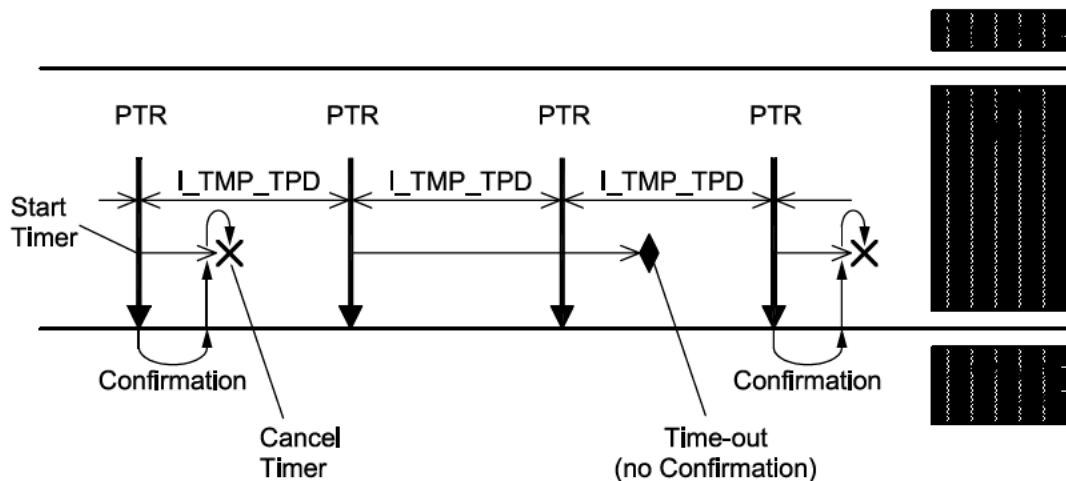 PTR PTR PTR PTR
I_TMP_TPD I_TMP_TPD I_TMP_TPD
Start
Timer
Confirmation Confirmation
Cancel
Timer
Time-out
(no Confirmation)